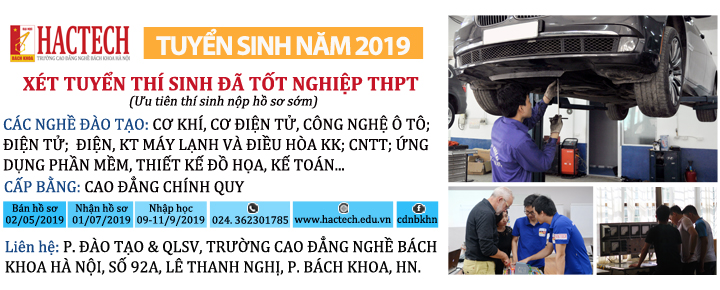 HACTECH
BÁCH KHOA
TRƯỜNG CAO ĐẲNG NGHỀ BÁCH KHOA HÀ NỘI
TUYỂN SINH NĂM 2019
XÉT TUYỂN THÍ SINH ĐÃ TỐT NGHIỆP THPT
(Ưu tiên thí sinh nộp hồ sơ sớm)
CÁC NGHỀ ĐÀO TẠO: CƠ KHÍ, CƠ ĐIỆN TỬ, CÔNG NGHỆ Ô TÔ;
ĐIỆN TỬ; ĐIỆN, KT MÁY LẠNH VÀ ĐIỀU HÒA KK; CNTT; ỨNG
DỤNG PHẦN MỀM, THIẾT KẾ ĐỒ HỌA, KẾ TOÁN...
CẤP BẰNG: CAO ĐẲNG CHÍNH QUY
Bán hồ sơ
02/05/2019
Nhận hồ sơ
01/07/2019
Nhập học
09-11/9/2019
024. 362301785
www.hactech.edu.vn
cdnbkhn
Liên hệ: P. ĐÀO TẠO & QLSV, TRƯỜNG CAO ĐẲNG NGHỀ BÁCH
KHOA HÀ NỘI, SỐ 92A, LÊ THANH NGHỊ, P. BÁCH KHOA, HN.